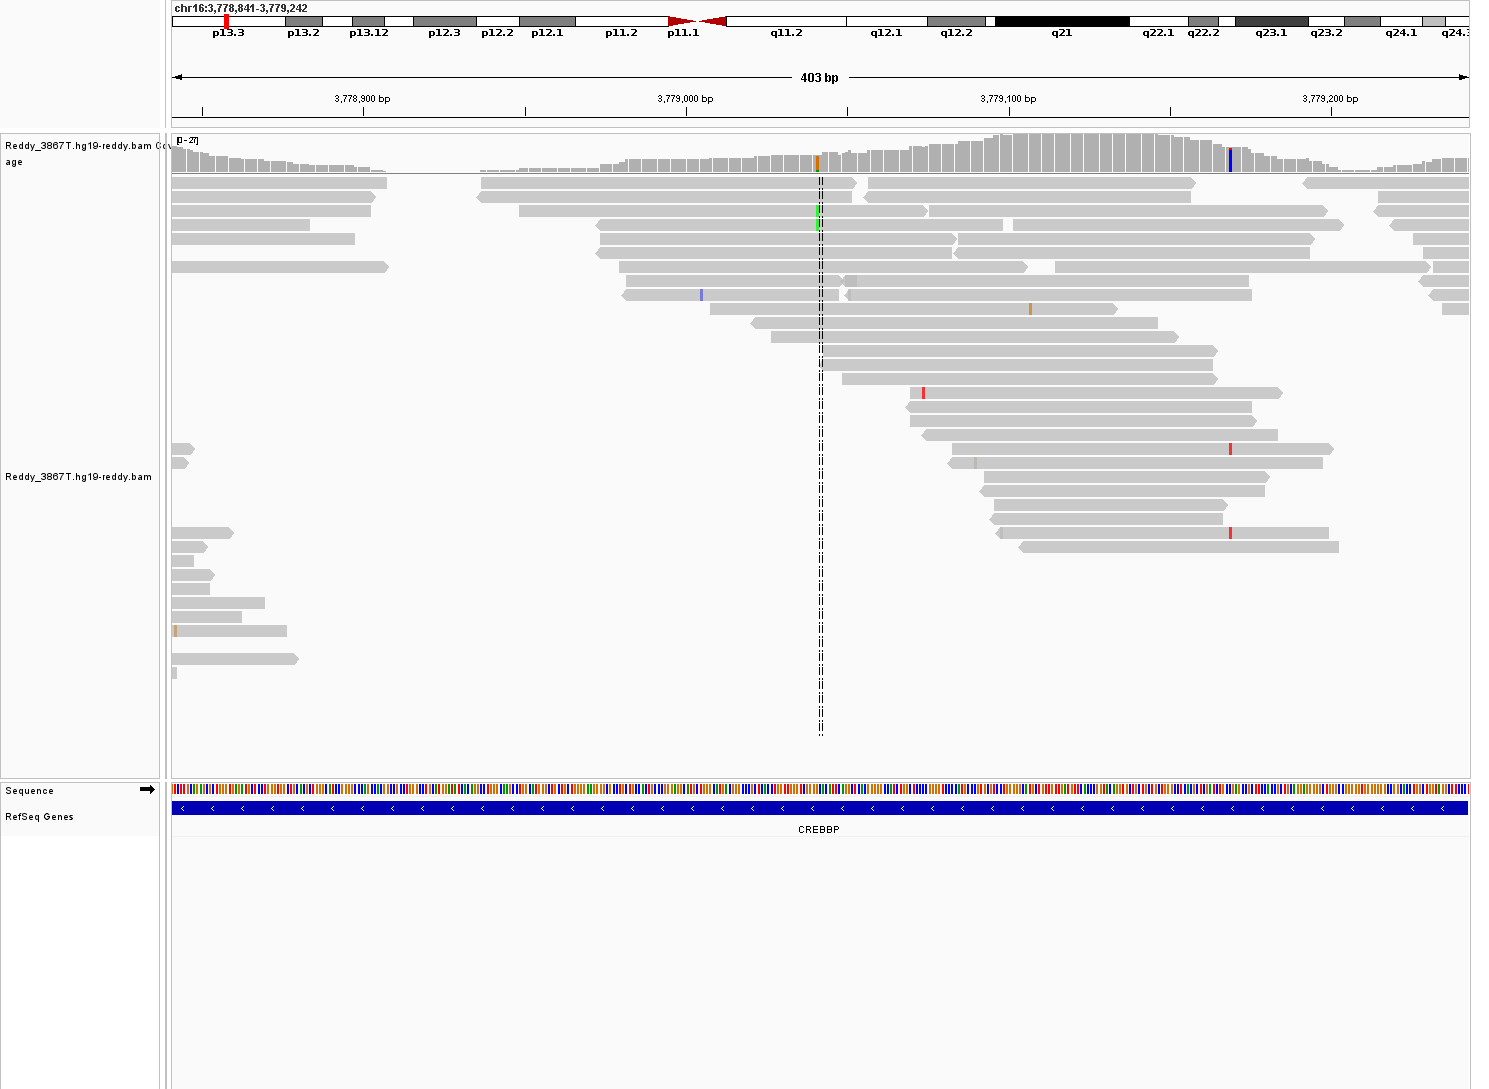 chr16:3,778,841-3,779,242
p13.3 p13.2 p13.12 p12.3 p12.2 p12.1 p11.2 p11.1 q11.2 q12.1 q12.2 q21 q22.1 q22.2 q23.1 q23.2 q24.1 q24.3
403 bp
3,778,900 bp 3,779,000 bp 3,779,100 bp 3,779,200 bp
[0 - 27]
Reddy_3867T.hg19-reddy.bam Cov
age
Reddy_3867T.hg19-reddy.bam
Sequence
RefSeq Genes
CREBBP